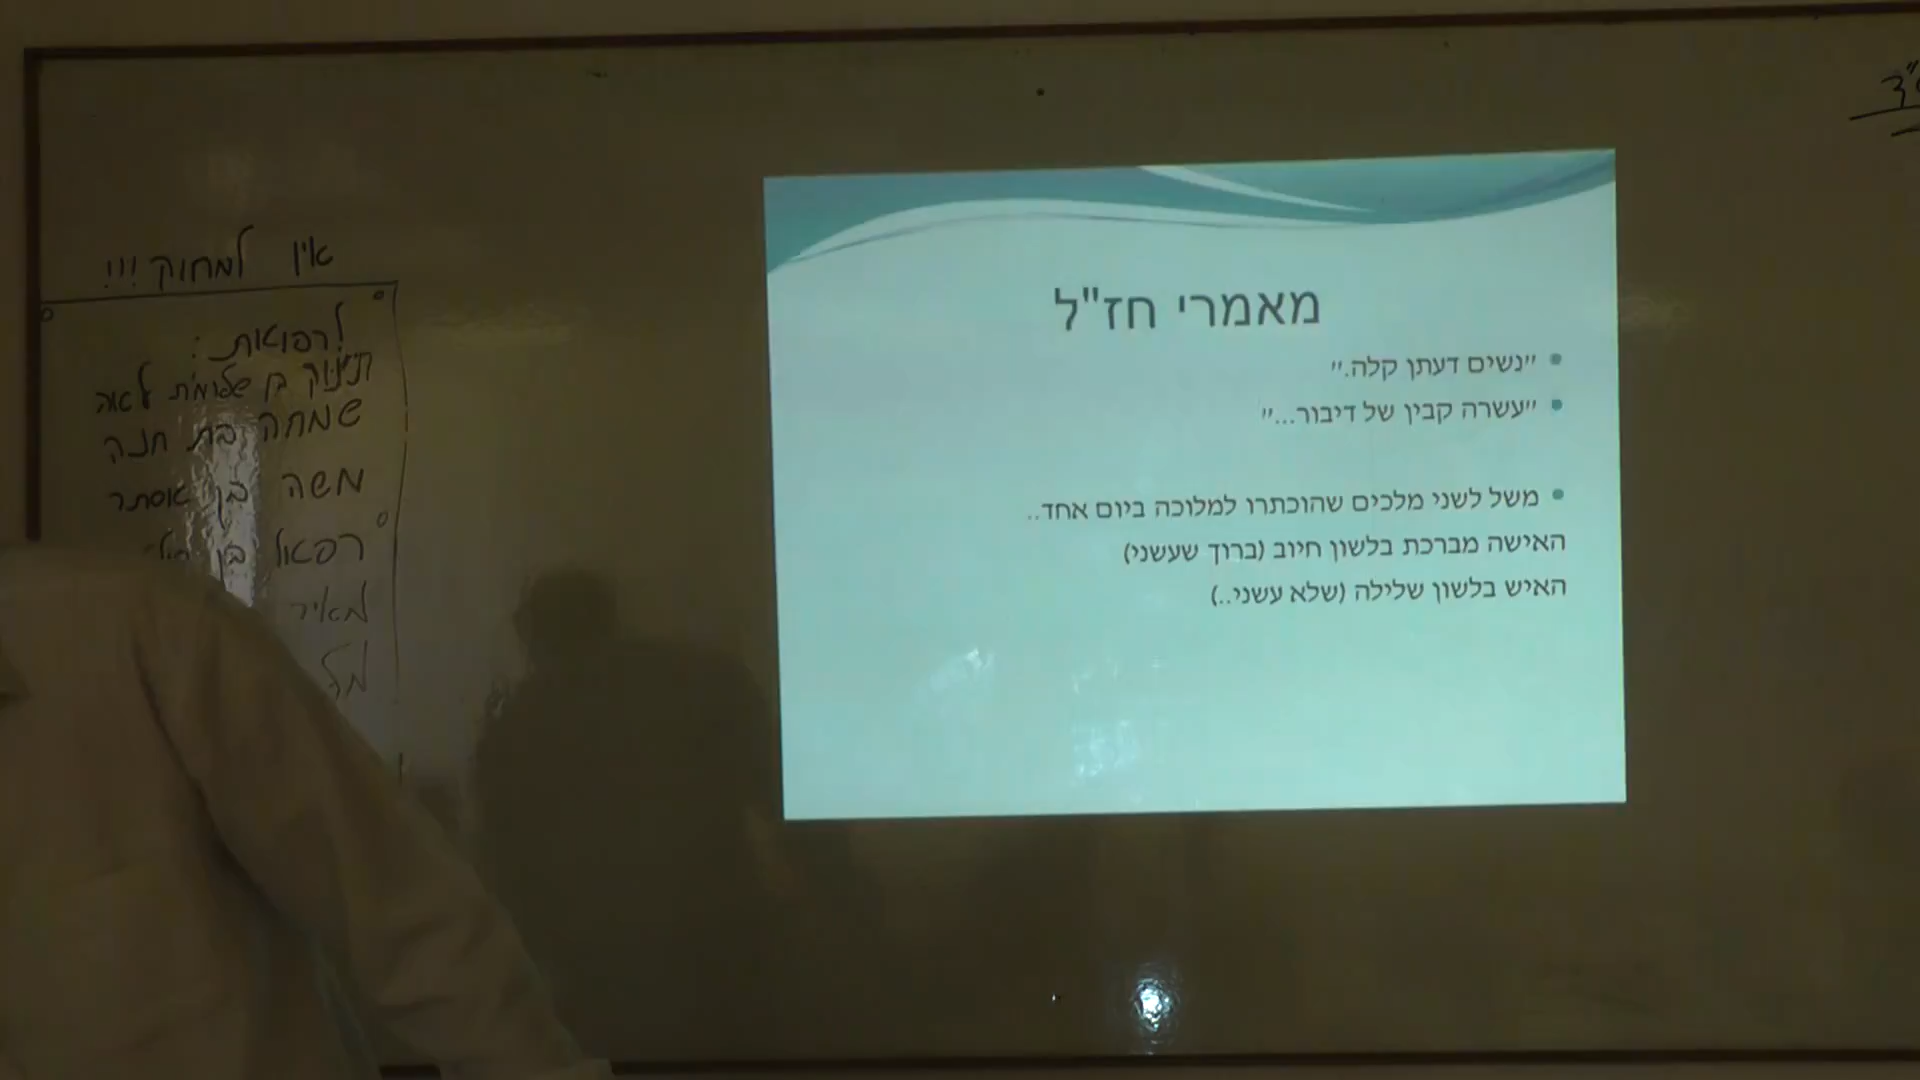 מאמרי חז"ל
"נשים דעתן קלה."
"עשרה קבין של דיבור..."
משל לשני מלכים שהוכתרו למלוכה ביום אחד..
האישה מברכת בלשון חיוב (ברוך שעשני)
האיש בלשון שלילה (שלא עשני..)
אין למחוק!!!
לרפואת:
תינוק בן שלומית לאה
שמחה בת חנה
משה בן אסתר
רפאל בן
מאיר